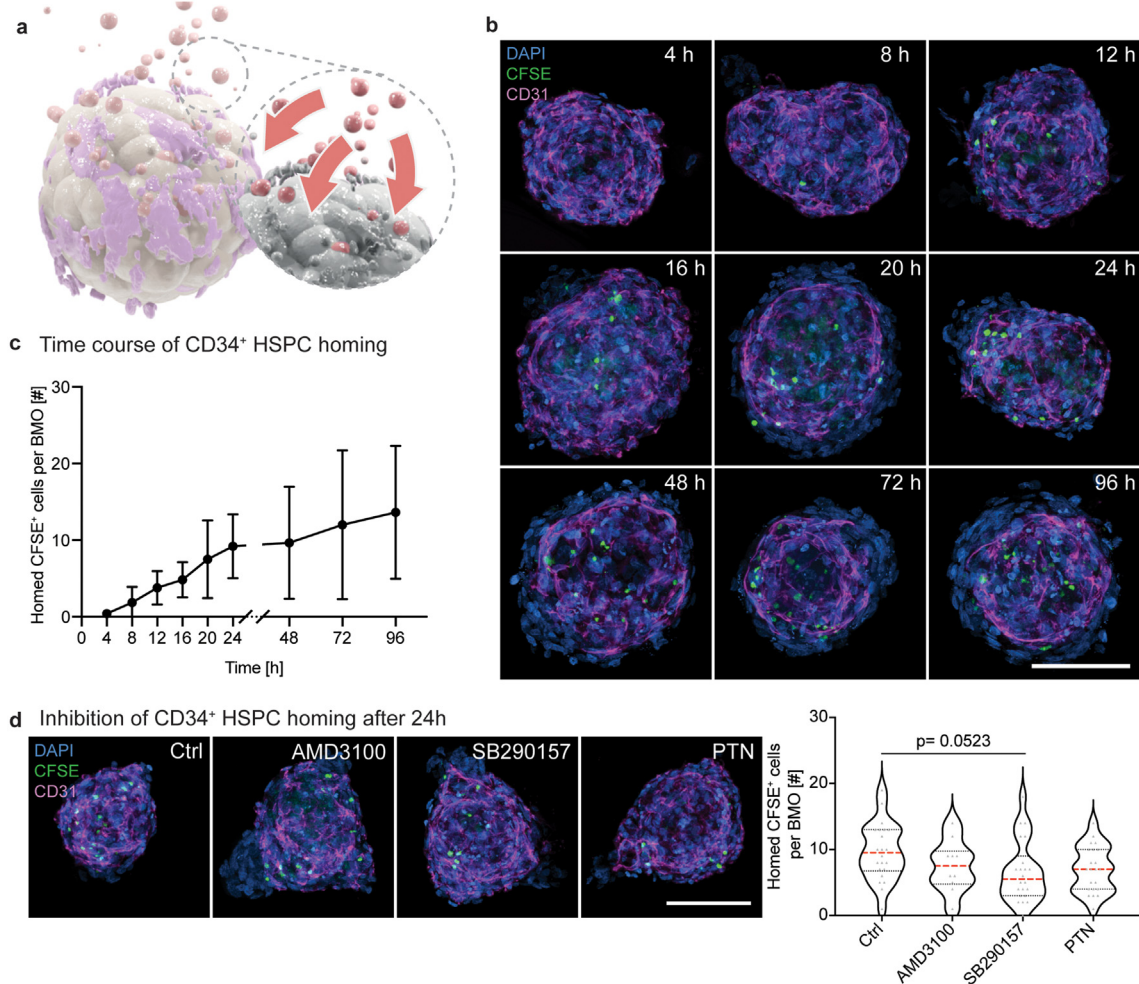 a
b
DAPI
CFSE
CD31
4 h
8 h
12 h
16 h
20 h
24 h
48 h
72 h
96 h
c Time course of CD34⁺ HSPC homing
Homed CFSE⁺ cells per BMO [#]
30
20
10
0
0 4 8 12 16 20 24 48 72 96
Time [h]
d Inhibition of CD34⁺ HSPC homing after 24h
DAPI
CFSE
CD31
Ctrl
AMD3100
SB290157
PTN
Homed CFSE⁺ cells
per BMO [#]
30
20
10
0
p= 0.0523
Ctrl
AMD3100
SB290157
PTN